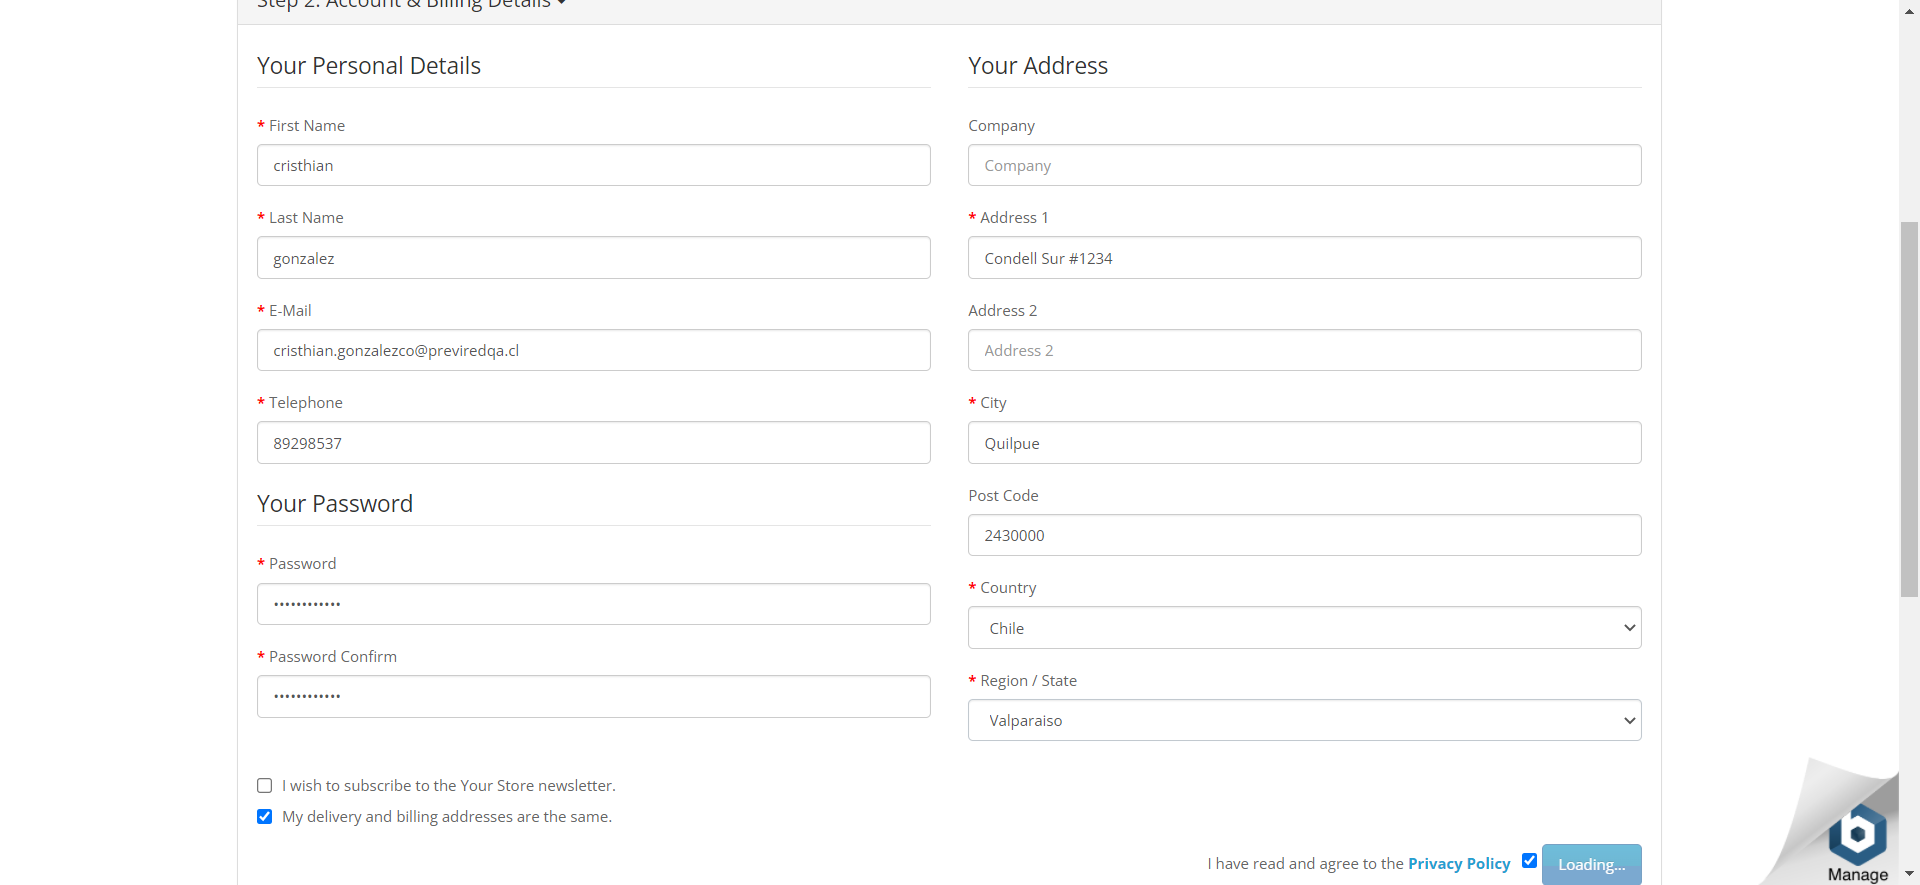 Step 2: Account & Billing Details
Your Personal Details
* First Name
cristhian
* Last Name
gonzalez
* E-Mail
cristhian.gonzalezco@previredqa.cl
* Telephone
89298537
Your Password
* Password
••••••••••••
* Password Confirm
••••••••••••
Your Address
Company
Company
* Address 1
Condell Sur #1234
Address 2
Address 2
* City
Quilpue
Post Code
2430000
* Country
Chile
* Region / State
Valparaiso
I wish to subscribe to the Your Store newsletter.
My delivery and billing addresses are the same.
I have read and agree to the Privacy Policy
Loading...
Manage